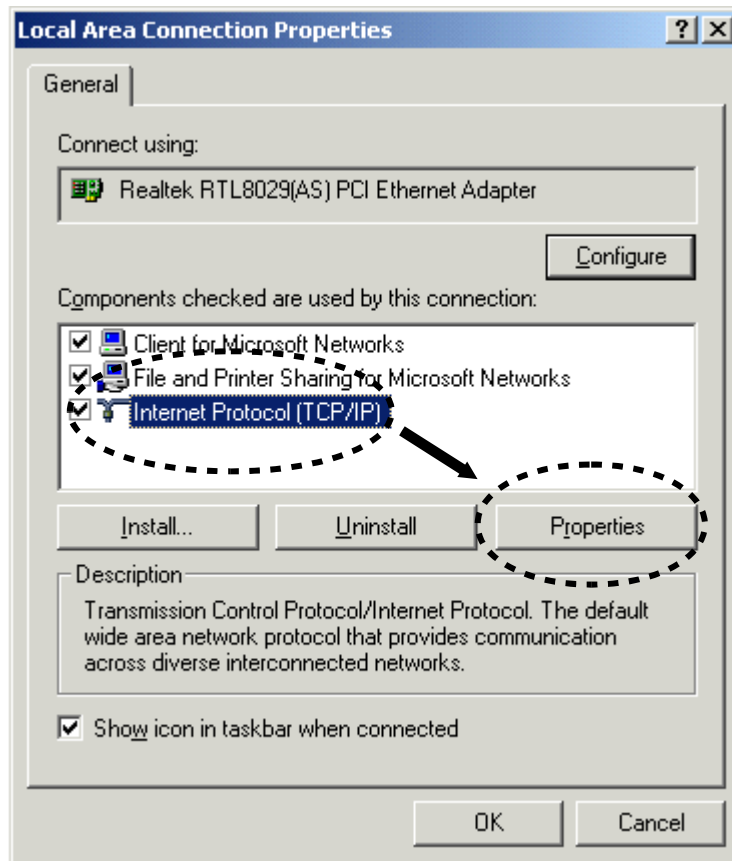 Local Area Connection Properties
General
Connect using:
Realtek RTL8029(AS) PCI Ethernet Adapter
Configure
Components checked are used by this connection:
Client for Microsoft Networks
File and Printer Sharing for Microsoft Networks
Internet Protocol (TCP/IP)
Install... Uninstall Properties
Description
Transmission Control Protocol/Internet Protocol. The default
wide area network protocol that provides communication
across diverse interconnected networks.
Show icon in taskbar when connected
OK Cancel